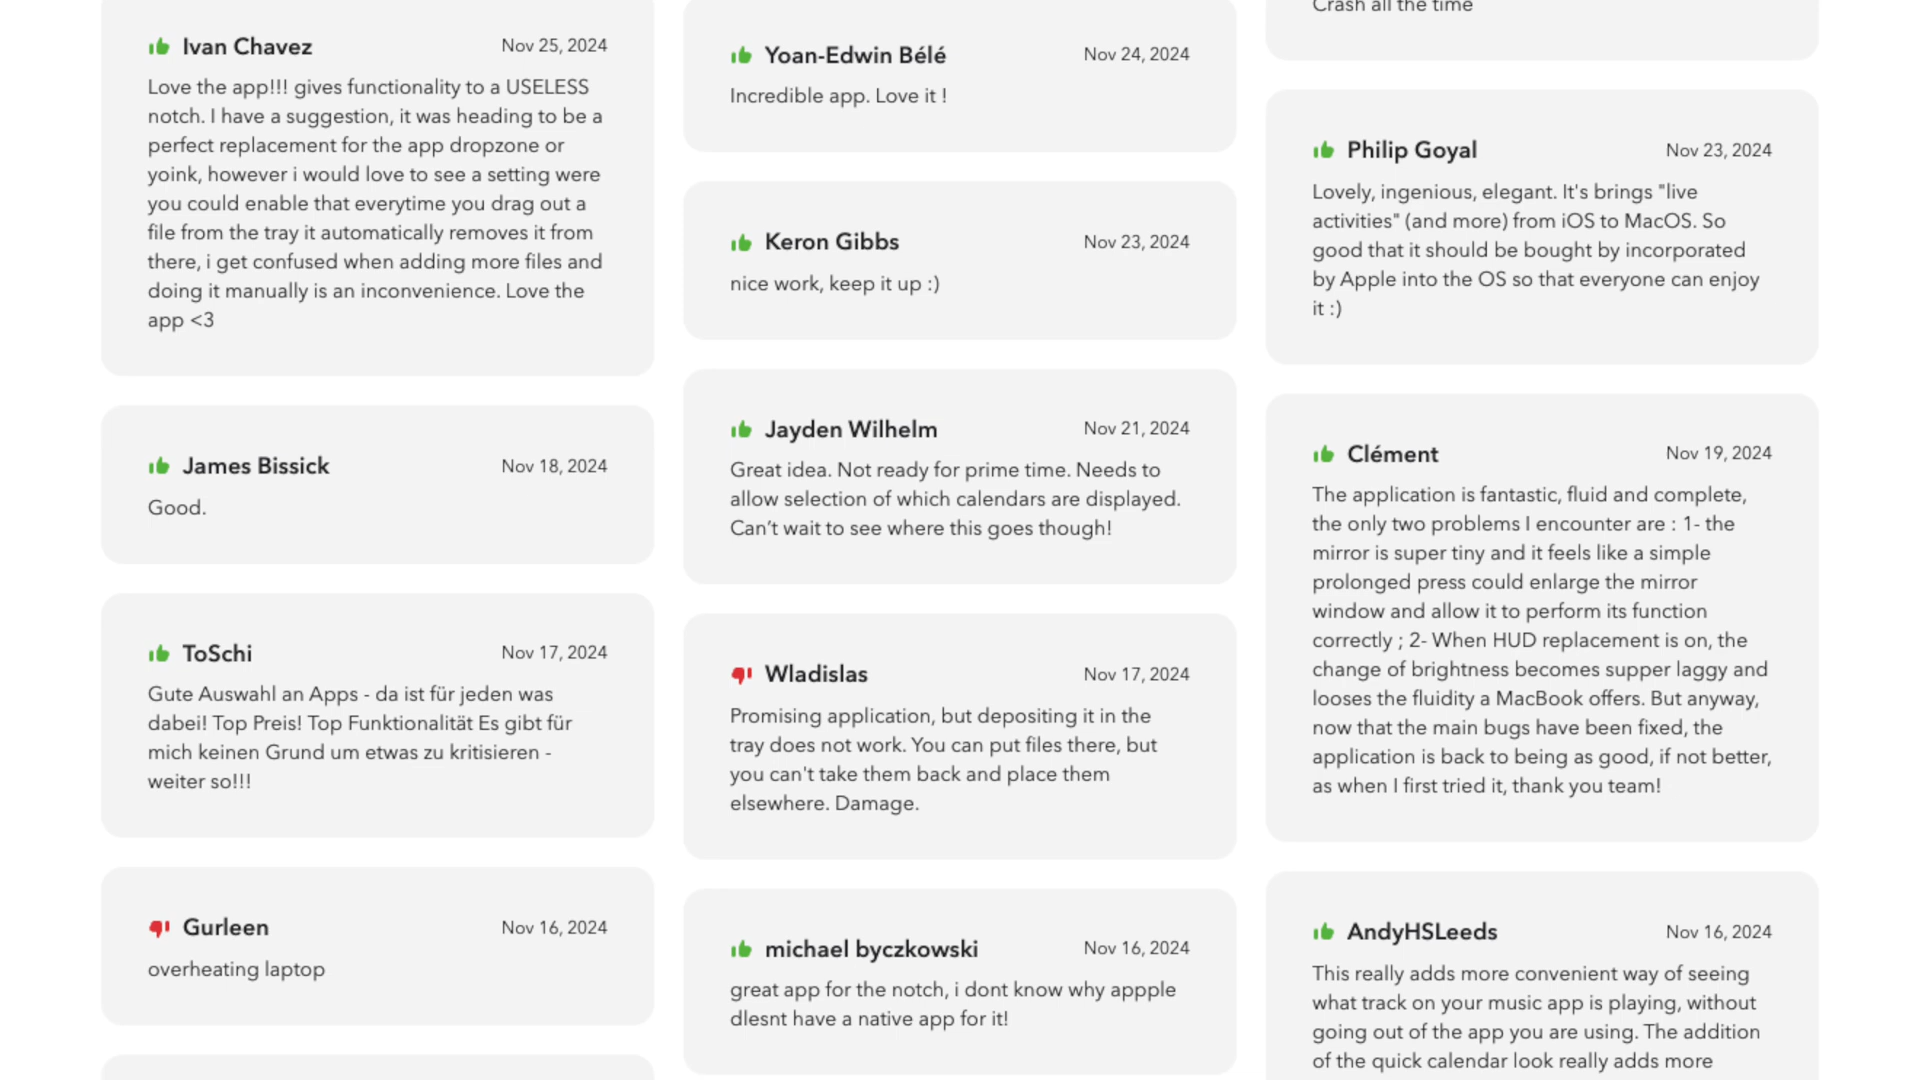 Ivan Chavez
Nov 25, 2024
Love the app!!! gives functionality to a USELESS
notch. I have a suggestion, it was heading to be a
perfect replacement for the app dropzone or
yoink, however i would love to see a setting were
you could enable that everytime you drag out a
file from the tray it automatically removes it from
there, i get confused when adding more files and
doing it manually is an inconvenience. Love the
app <3
James Bissick
Nov 18, 2024
Good.
ToSchi
Nov 17, 2024
Gute Auswahl an Apps - da ist für jeden was
dabei! Top Preis! Top Funktionalität Es gibt für
mich keinen Grund um etwas zu kritisieren -
weiter so!!!
Gurleen
Nov 16, 2024
overheating laptop
Yoan-Edwin Bélé
Nov 24, 2024
Incredible app. Love it !
Keron Gibbs
Nov 23, 2024
nice work, keep it up :)
Jayden Wilhelm
Nov 21, 2024
Great idea. Not ready for prime time. Needs to
allow selection of which calendars are displayed.
Can’t wait to see where this goes though!
Wladislas
Nov 17, 2024
Promising application, but depositing it in the
tray does not work. You can put files there, but
you can't take them back and place them
elsewhere. Damage.
michael byczkowski
Nov 16, 2024
great app for the notch, i dont know why appple
dlesnt have a native app for it!
Crash all the time
Philip Goyal
Nov 23, 2024
Lovely, ingenious, elegant. It's brings "live
activities" (and more) from iOS to MacOS. So
good that it should be bought by incorporated
by Apple into the OS so that everyone can enjoy
it :)
Clément
Nov 19, 2024
The application is fantastic, fluid and complete,
the only two problems I encounter are : 1- the
mirror is super tiny and it feels like a simple
prolonged press could enlarge the mirror
window and allow it to perform its function
correctly ; 2- When HUD replacement is on, the
change of brightness becomes supper laggy and
looses the fluidity a MacBook offers. But anyway,
now that the main bugs have been fixed, the
application is back to being as good, if not better,
as when I first tried it, thank you team!
AndyHSLeeds
Nov 16, 2024
This really adds more convenient way of seeing
what track on your music app is playing, without
going out of the app you are using. The addition
of the quick calendar look really adds more